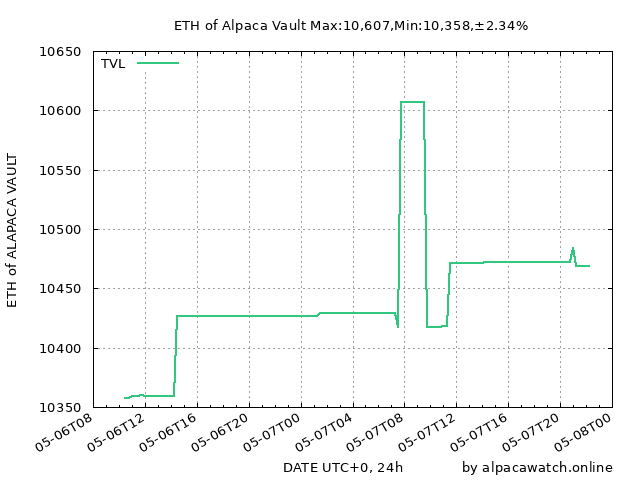 ETH of Alpaca Vault Max:10,607,Min:10,358,±2.34%
TVL
10650
10600
10550
10500
10450
10400
10350
ETH of ALAPACA VAULT
05-06T08
05-06T12
05-06T16
05-06T20
05-07T00
05-07T04
05-07T08
05-07T12
05-07T16
05-07T20
05-08T00
DATE UTC+0, 24h
by alpacawatch.online